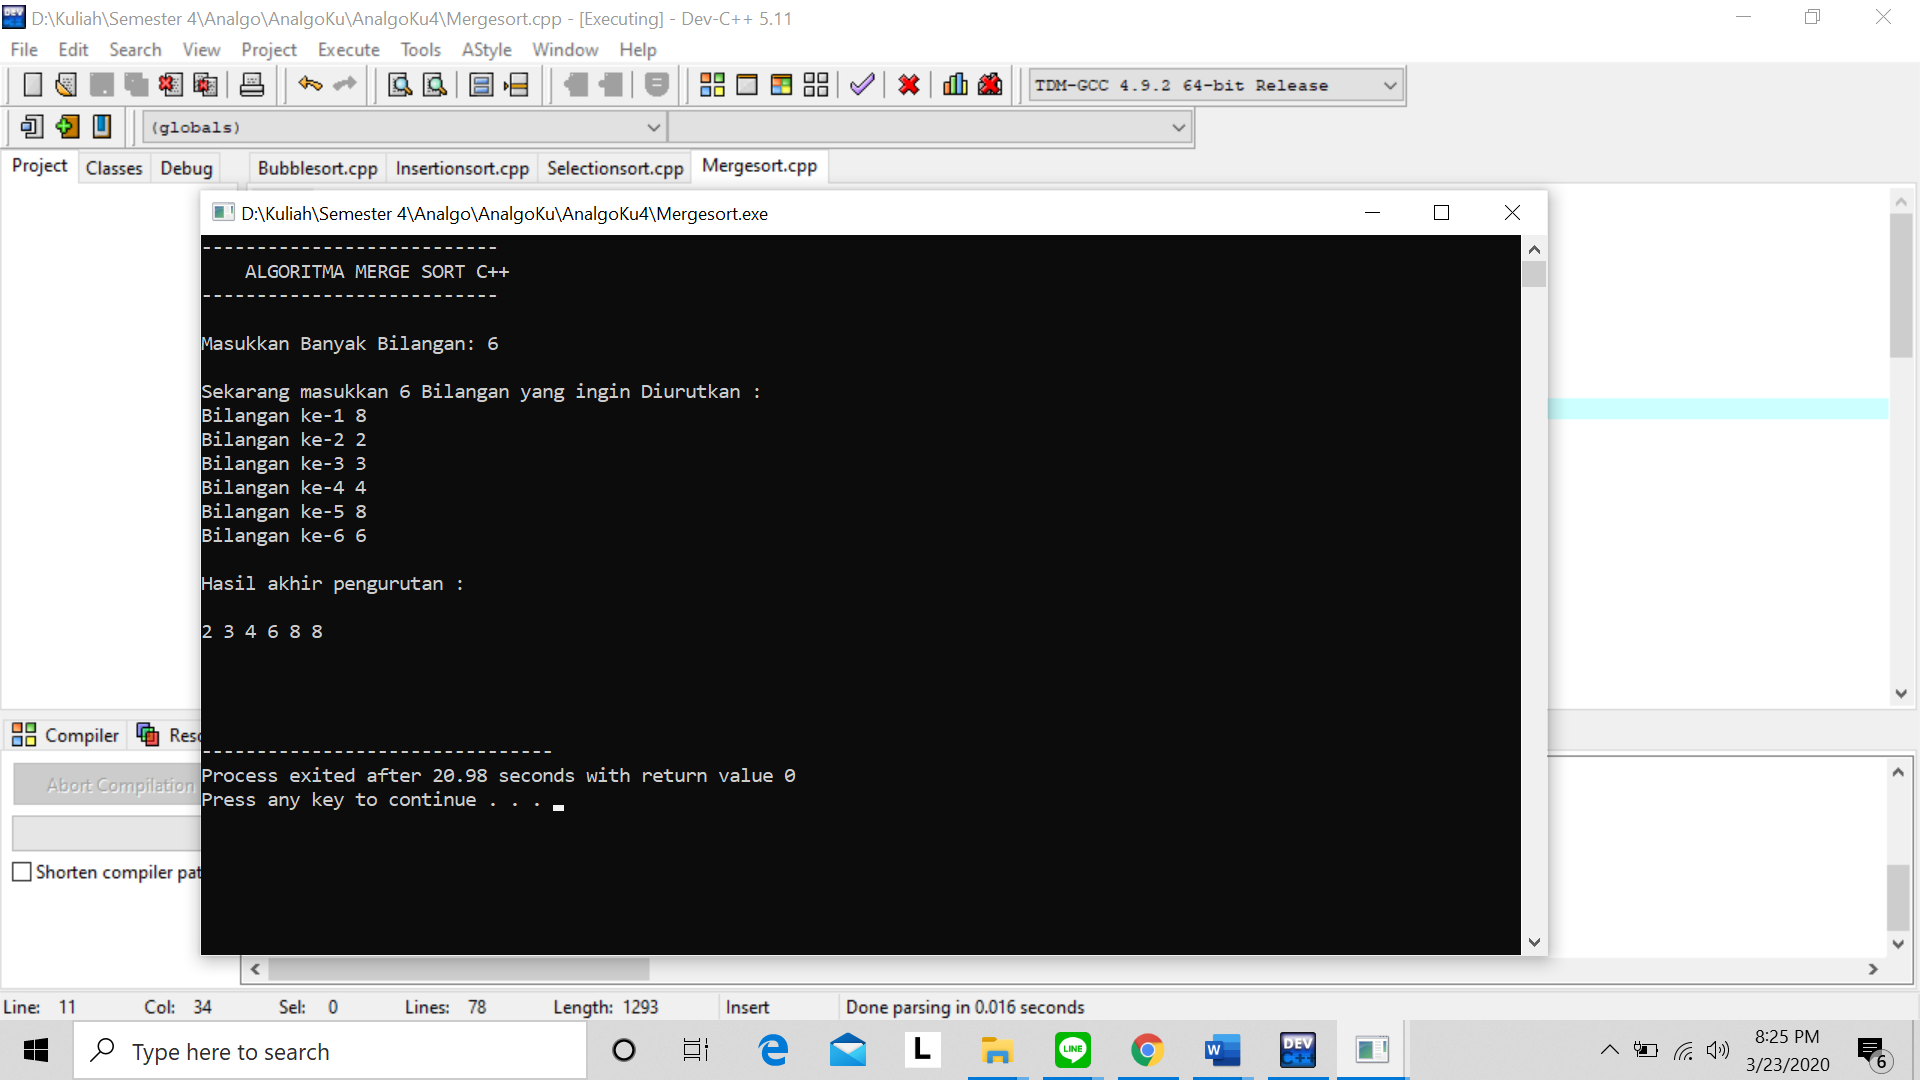 D:\Kuliah\Semester 4\Analgo\AnalgoKu\AnalgoKu4\Mergesort.cpp - [Executing] - Dev-C++ 5.11
File Edit Search View Project Execute Tools AStyle Window Help
TDM-GCC 4.9.2 64-bit Release
(globals)
Project Classes Debug Bubblesort.cpp Insertionsort.cpp Selectionsort.cpp Mergesort.cpp
D:\Kuliah\Semester 4\Analgo\AnalgoKu\AnalgoKu4\Mergesort.exe
---------------------------
ALGORITMA MERGE SORT C++
---------------------------
Masukkan Banyak Bilangan: 6
Sekarang masukkan 6 Bilangan yang ingin Diurutkan :
Bilangan ke-1 8
Bilangan ke-2 2
Bilangan ke-3 3
Bilangan ke-4 4
Bilangan ke-5 8
Bilangan ke-6 6
Hasil akhir pengurutan :
2 3 4 6 8 8
--------------------------------
Process exited after 20.98 seconds with return value 0
Press any key to continue . . .
Compiler Reso
Abort Compilation
Shorten compiler pat
Line: 11 Col: 34 Sel: 0 Lines: 78 Length: 1293 Insert Done parsing in 0.016 seconds
Type here to search
L
LINE
W
DEV C++
8:25 PM
3/23/2020
6